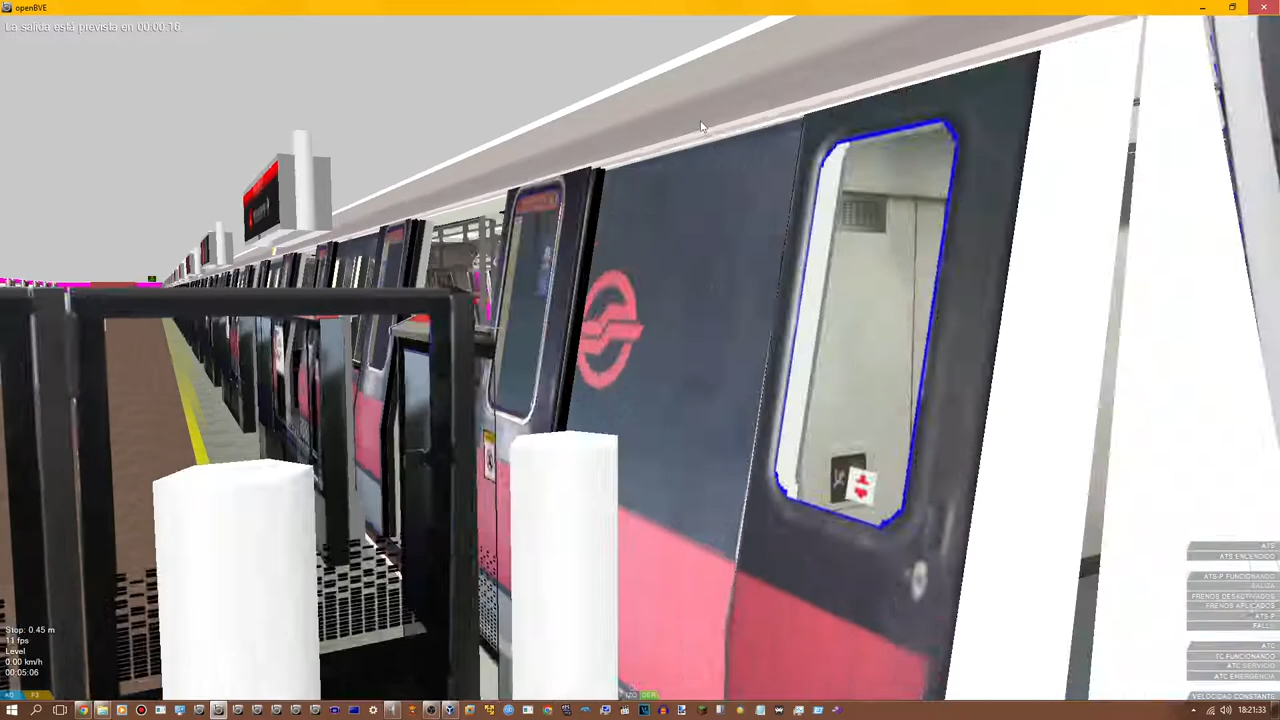 openBVE
La salida está prevista en 00:00:16
Stop: 0.45 m
11 fps
Level
0.00 km/h
00:05:06
ATS
ATS ENCENDIDO
ATS-P FUNCIONANDO
FRENOS DESACTIVADOS
FRENOS APLICADOS
ATS-P
ATC
ATC SERVICIO
ATC EMERGENCIA
VELOCIDAD CONSTANTE
IZQ DER
18:21:33